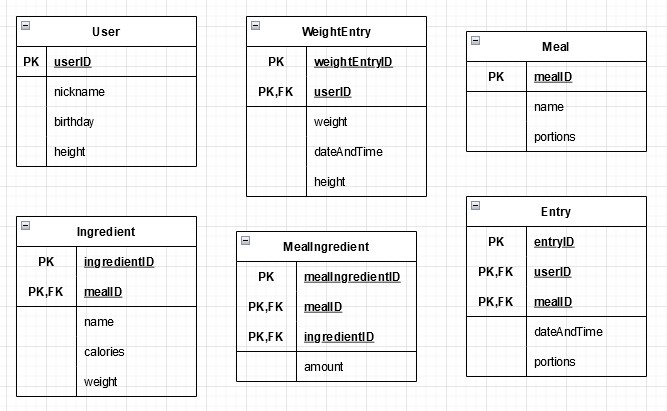 User
PK userID
nickname
birthday
height
WeightEntry
PK weightEntryID
PK,FK userID
weight
dateAndTime
height
Meal
PK mealID
name
portions
Ingredient
PK ingredientID
PK,FK mealID
name
calories
weight
MealIngredient
PK mealIngredientID
PK,FK mealID
PK,FK ingredientID
amount
Entry
PK entryID
PK,FK userID
PK,FK mealID
dateAndTime
portions